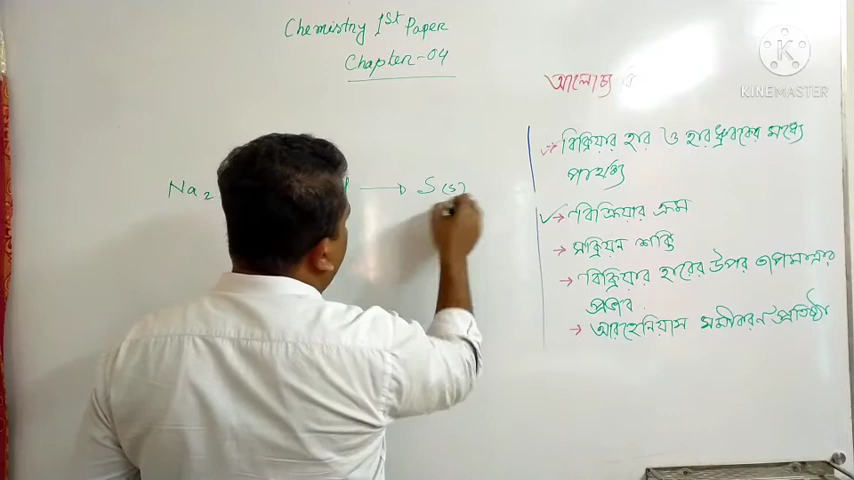 Chemistry 1st Paper
Chapter-04
আলোচ্য বি
→ বিক্রিয়ার হার ও হার ধ্রুবকের মধ্যে
পার্থক্য
→ বিক্রিয়ার ক্রম
→ সক্রিয়ন শক্তি
→ বিক্রিয়ার হারের উপর তাপমাত্রার
প্রভাব
→ আরহেনিয়াস সমীকরণ প্রতিষ্ঠা
Na2 → S(s)
K
KINEMASTER